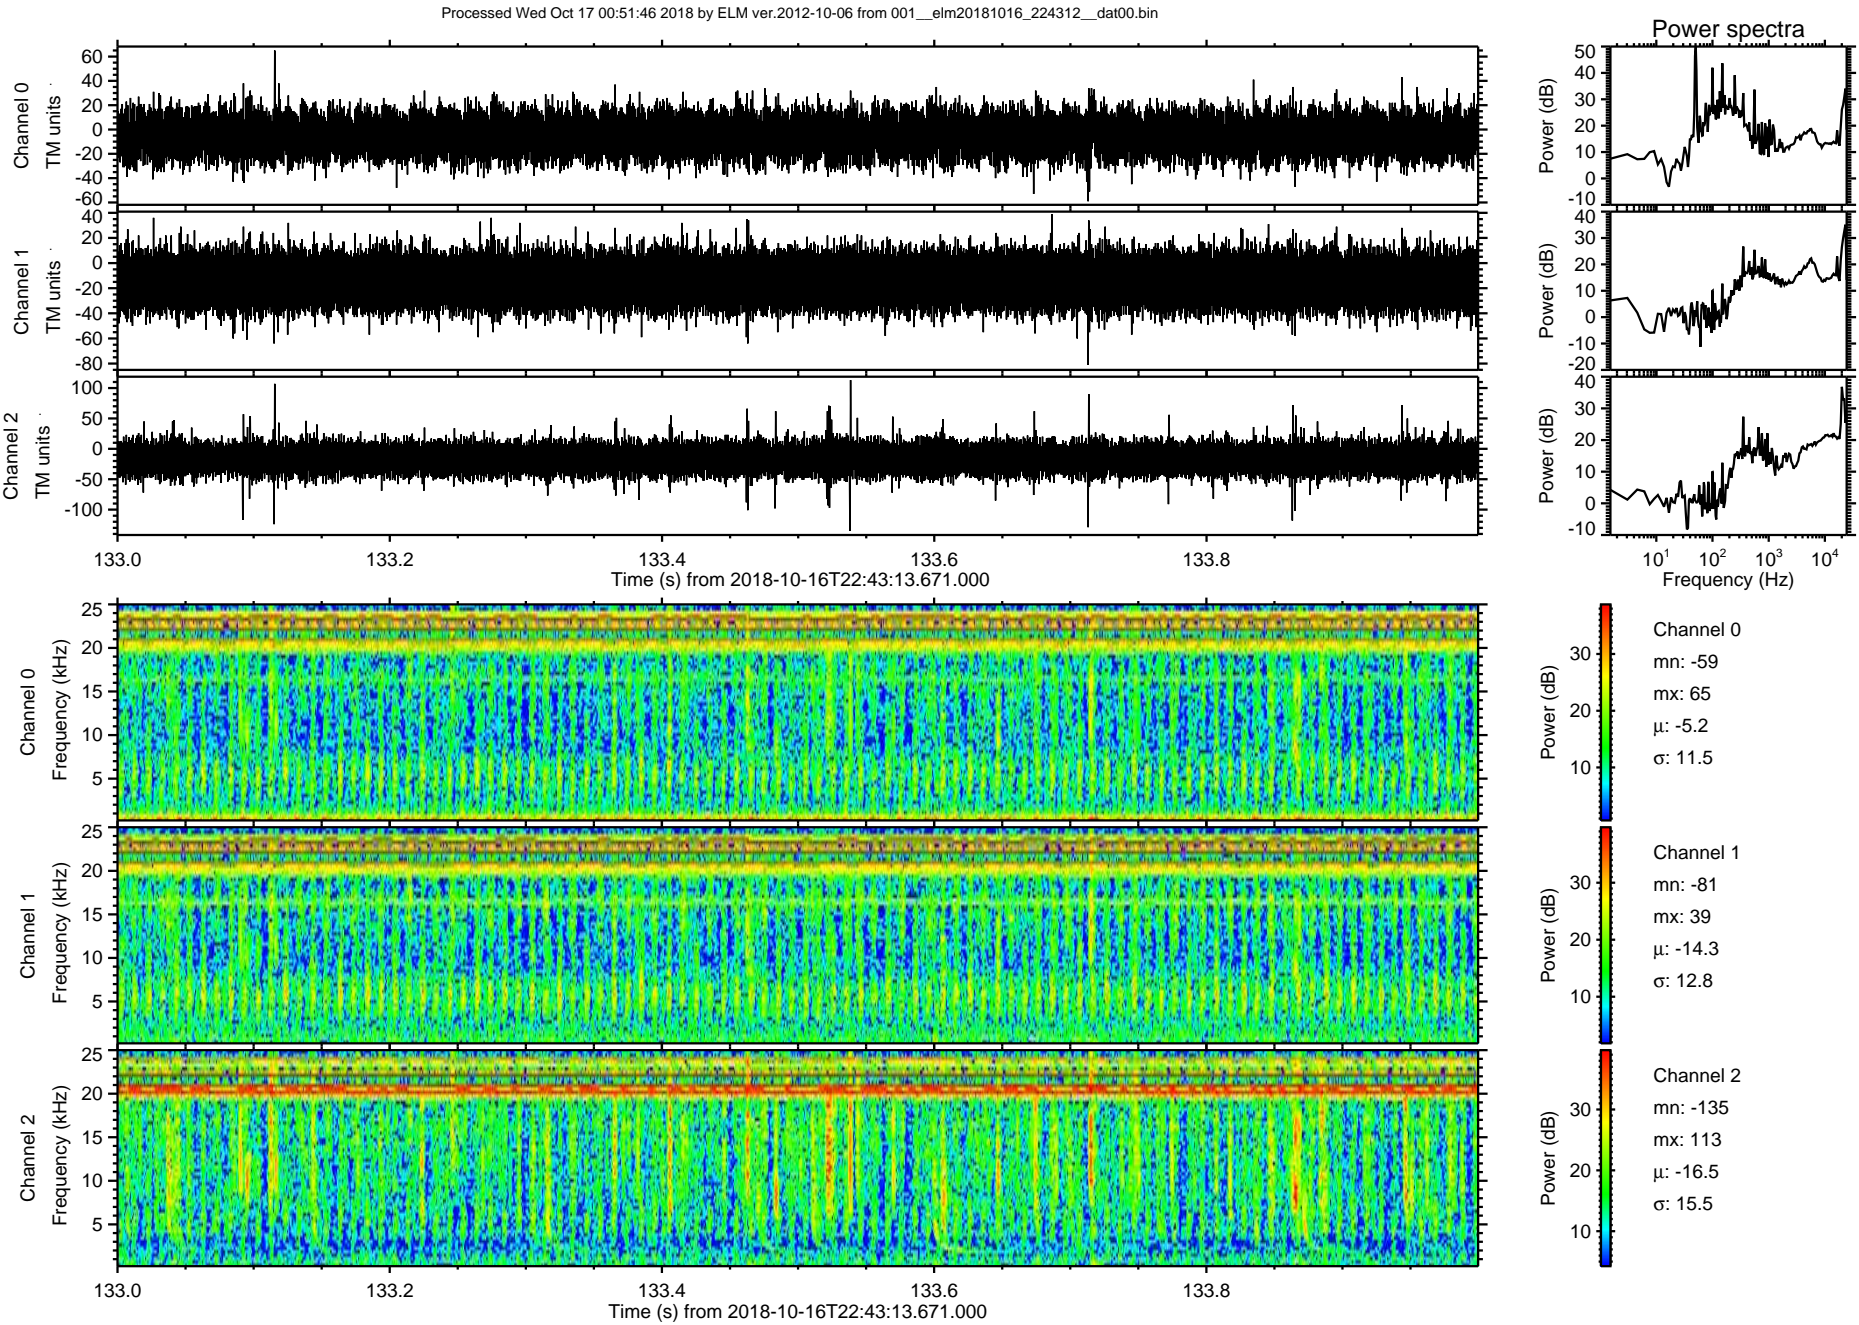 Processed Wed Oct 17 00:51:46 2018 by ELM ver.2012-10-06 from 001__elm20181016_224312__dat00.bin
Power spectra
Channel 0
TM units
60
40
20
0
-20
-40
-60
Power (dB)
50
40
30
20
10
0
-10
Channel 1
TM units
40
20
0
-20
-40
-60
-80
Power (dB)
40
30
20
10
0
-10
-20
Channel 2
TM units
100
50
0
-50
-100
Power (dB)
40
30
20
10
0
-10
133.0 133.2 133.4 133.6 133.8
Time (s) from 2018-10-16T22:43:13.671.000
10¹ 10² 10³ 10⁴
Frequency (Hz)
Channel 0
Frequency (kHz)
25
20
15
10
5
Power (dB)
30
20
10
Channel 0
mn: -59
mx: 65
μ: -5.2
σ: 11.5
Channel 1
Frequency (kHz)
25
20
15
10
5
Power (dB)
30
20
10
Channel 1
mn: -81
mx: 39
μ: -14.3
σ: 12.8
Channel 2
Frequency (kHz)
25
20
15
10
5
Power (dB)
30
20
10
Channel 2
mn: -135
mx: 113
μ: -16.5
σ: 15.5
133.0 133.2 133.4 133.6 133.8
Time (s) from 2018-10-16T22:43:13.671.000